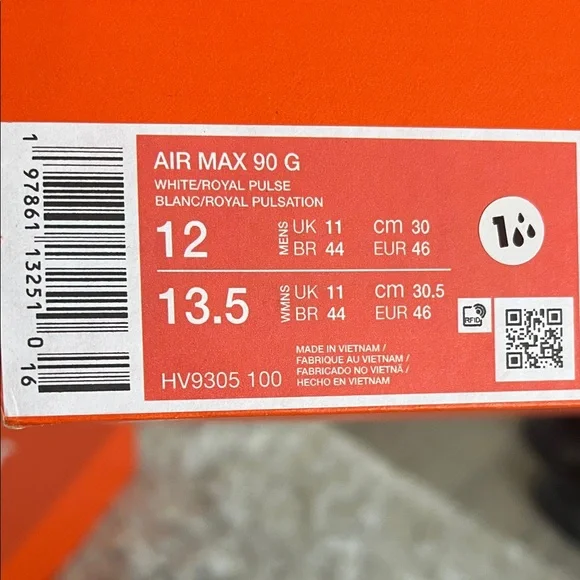 AIR MAX 90 G
WHITE/ROYAL PULSE
BLANC/ROYAL PULSATION
12 MENS UK 11 cm 30
BR 44 EUR 46
13.5 WMNS UK 11 cm 30.5
BR 44 EUR 46
HV9305 100
MADE IN VIETNAM /
FABRIQUE AU VIETNAM /
FABRICADO NO VIETNÃ /
HECHO EN VIETNAM
RFID
1
1 97861 13251 0 16